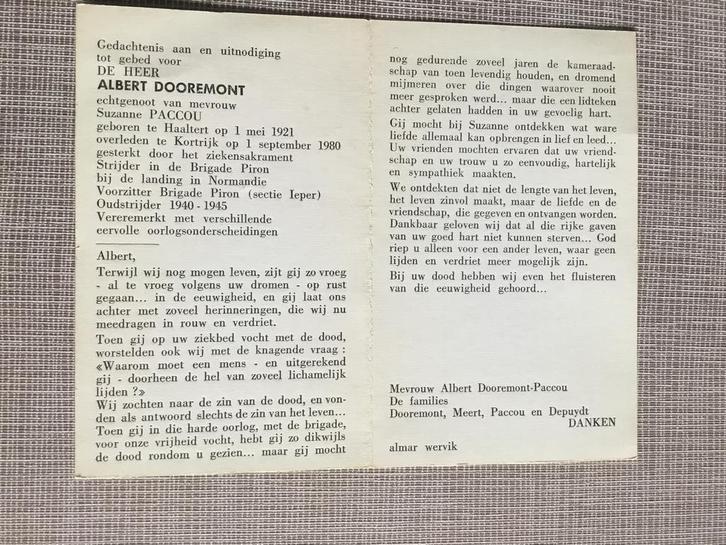 Gedachtenis aan en uitnodiging
tot gebed voor
DE HEER
ALBERT DOOREMONT
echtgenoot van mevrouw
Suzanne PACCOU
geboren te Haaltert op 1 mei 1921
overleden te Kortrijk op 1 september 1980
gesterkt door het ziekensakrament
Strijder in de Brigade Piron
bij de landing in Normandie
Voorzitter Brigade Piron (sectie Ieper)
Oudstrijder 1940-1945
Vereremerkt met verschillende
eervolle oorlogsonderscheidingen
Albert,
Terwijl wij nog mogen leven, zijt gij zo vroeg
- al te vroeg volgens uw dromen - op rust
gegaan... in de eeuwigheid, en gij laat ons
achter met zoveel herinneringen, die wij nu
meedragen in rouw en verdriet.
Toen gij op uw ziekbed vocht met de dood,
worstelden ook wij met de knagende vraag :
«Waarom moet een mens - en uitgerekend
gij - doorheen de hel van zoveel lichamelijk
lijden ?»
Wij zochten naar de zin van de dood, en von-
den als antwoord slechts de zin van het leven...
Toen gij in die harde oorlog, met de brigade,
voor onze vrijheid vocht, hebt gij zo dikwijls
de dood rondom u gezien... maar gij mocht
nog gedurende zoveel jaren de kameraad-
schap van toen levendig houden, en dromend
mijmeren over die dingen waarover nooit
meer gesproken werd... maar die een lidteken
achter gelaten hadden in uw gevoelig hart.
Gij mocht bij Suzanne ontdekken wat ware
liefde allemaal kan opbrengen in lief en leed...
Uw vrienden mochten ervaren dat uw vriend-
schap en uw trouw u zo eenvoudig, hartelijk
en sympathiek maakten.
We ontdekten dat niet de lengte van het leven,
het leven zinvol maakt, maar de liefde en de
vriendschap, die gegeven en ontvangen worden.
Dankbaar geloven wij dat al die rijke gaven
van uw goed hart niet kunnen sterven... God
riep u alleen voor een ander leven, waar geen
lijden en verdriet meer mogelijk zijn.
Bij uw dood hebben wij even het fluisteren
van die eeuwigheid gehoord...
Mevrouw Albert Dooremont-Paccou
De families
Dooremont, Meert, Paccou en Depuydt
DANKEN
almar wervik